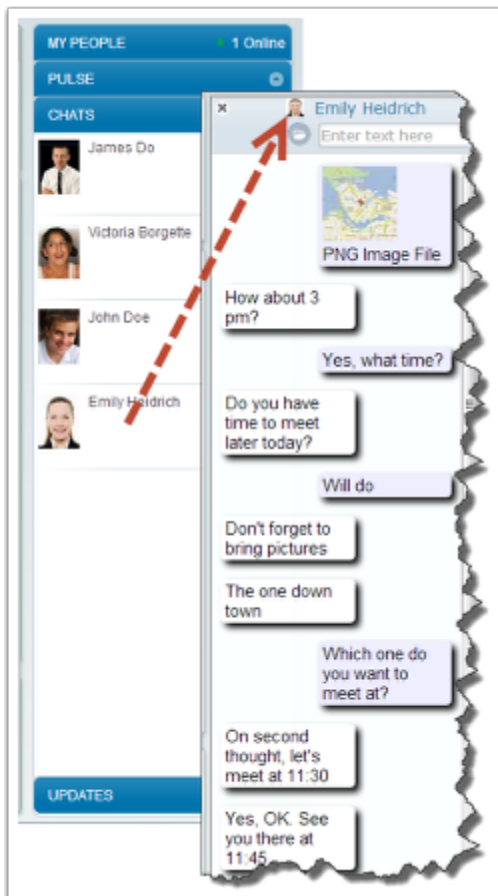 MY PEOPLE
1 Online
PULSE
CHATS
James Do
Victoria Borgette
John Doe
Emily Heidrich
UPDATES
Emily Heidrich
Enter text here
PNG Image File
How about 3
pm?
Yes, what time?
Do you have
time to meet
later today?
Will do
Don't forget to
bring pictures
The one down
town
Which one do
you want to
meet at?
On second
thought, let's
meet at 11:30
Yes, OK. See
you there at
11:45